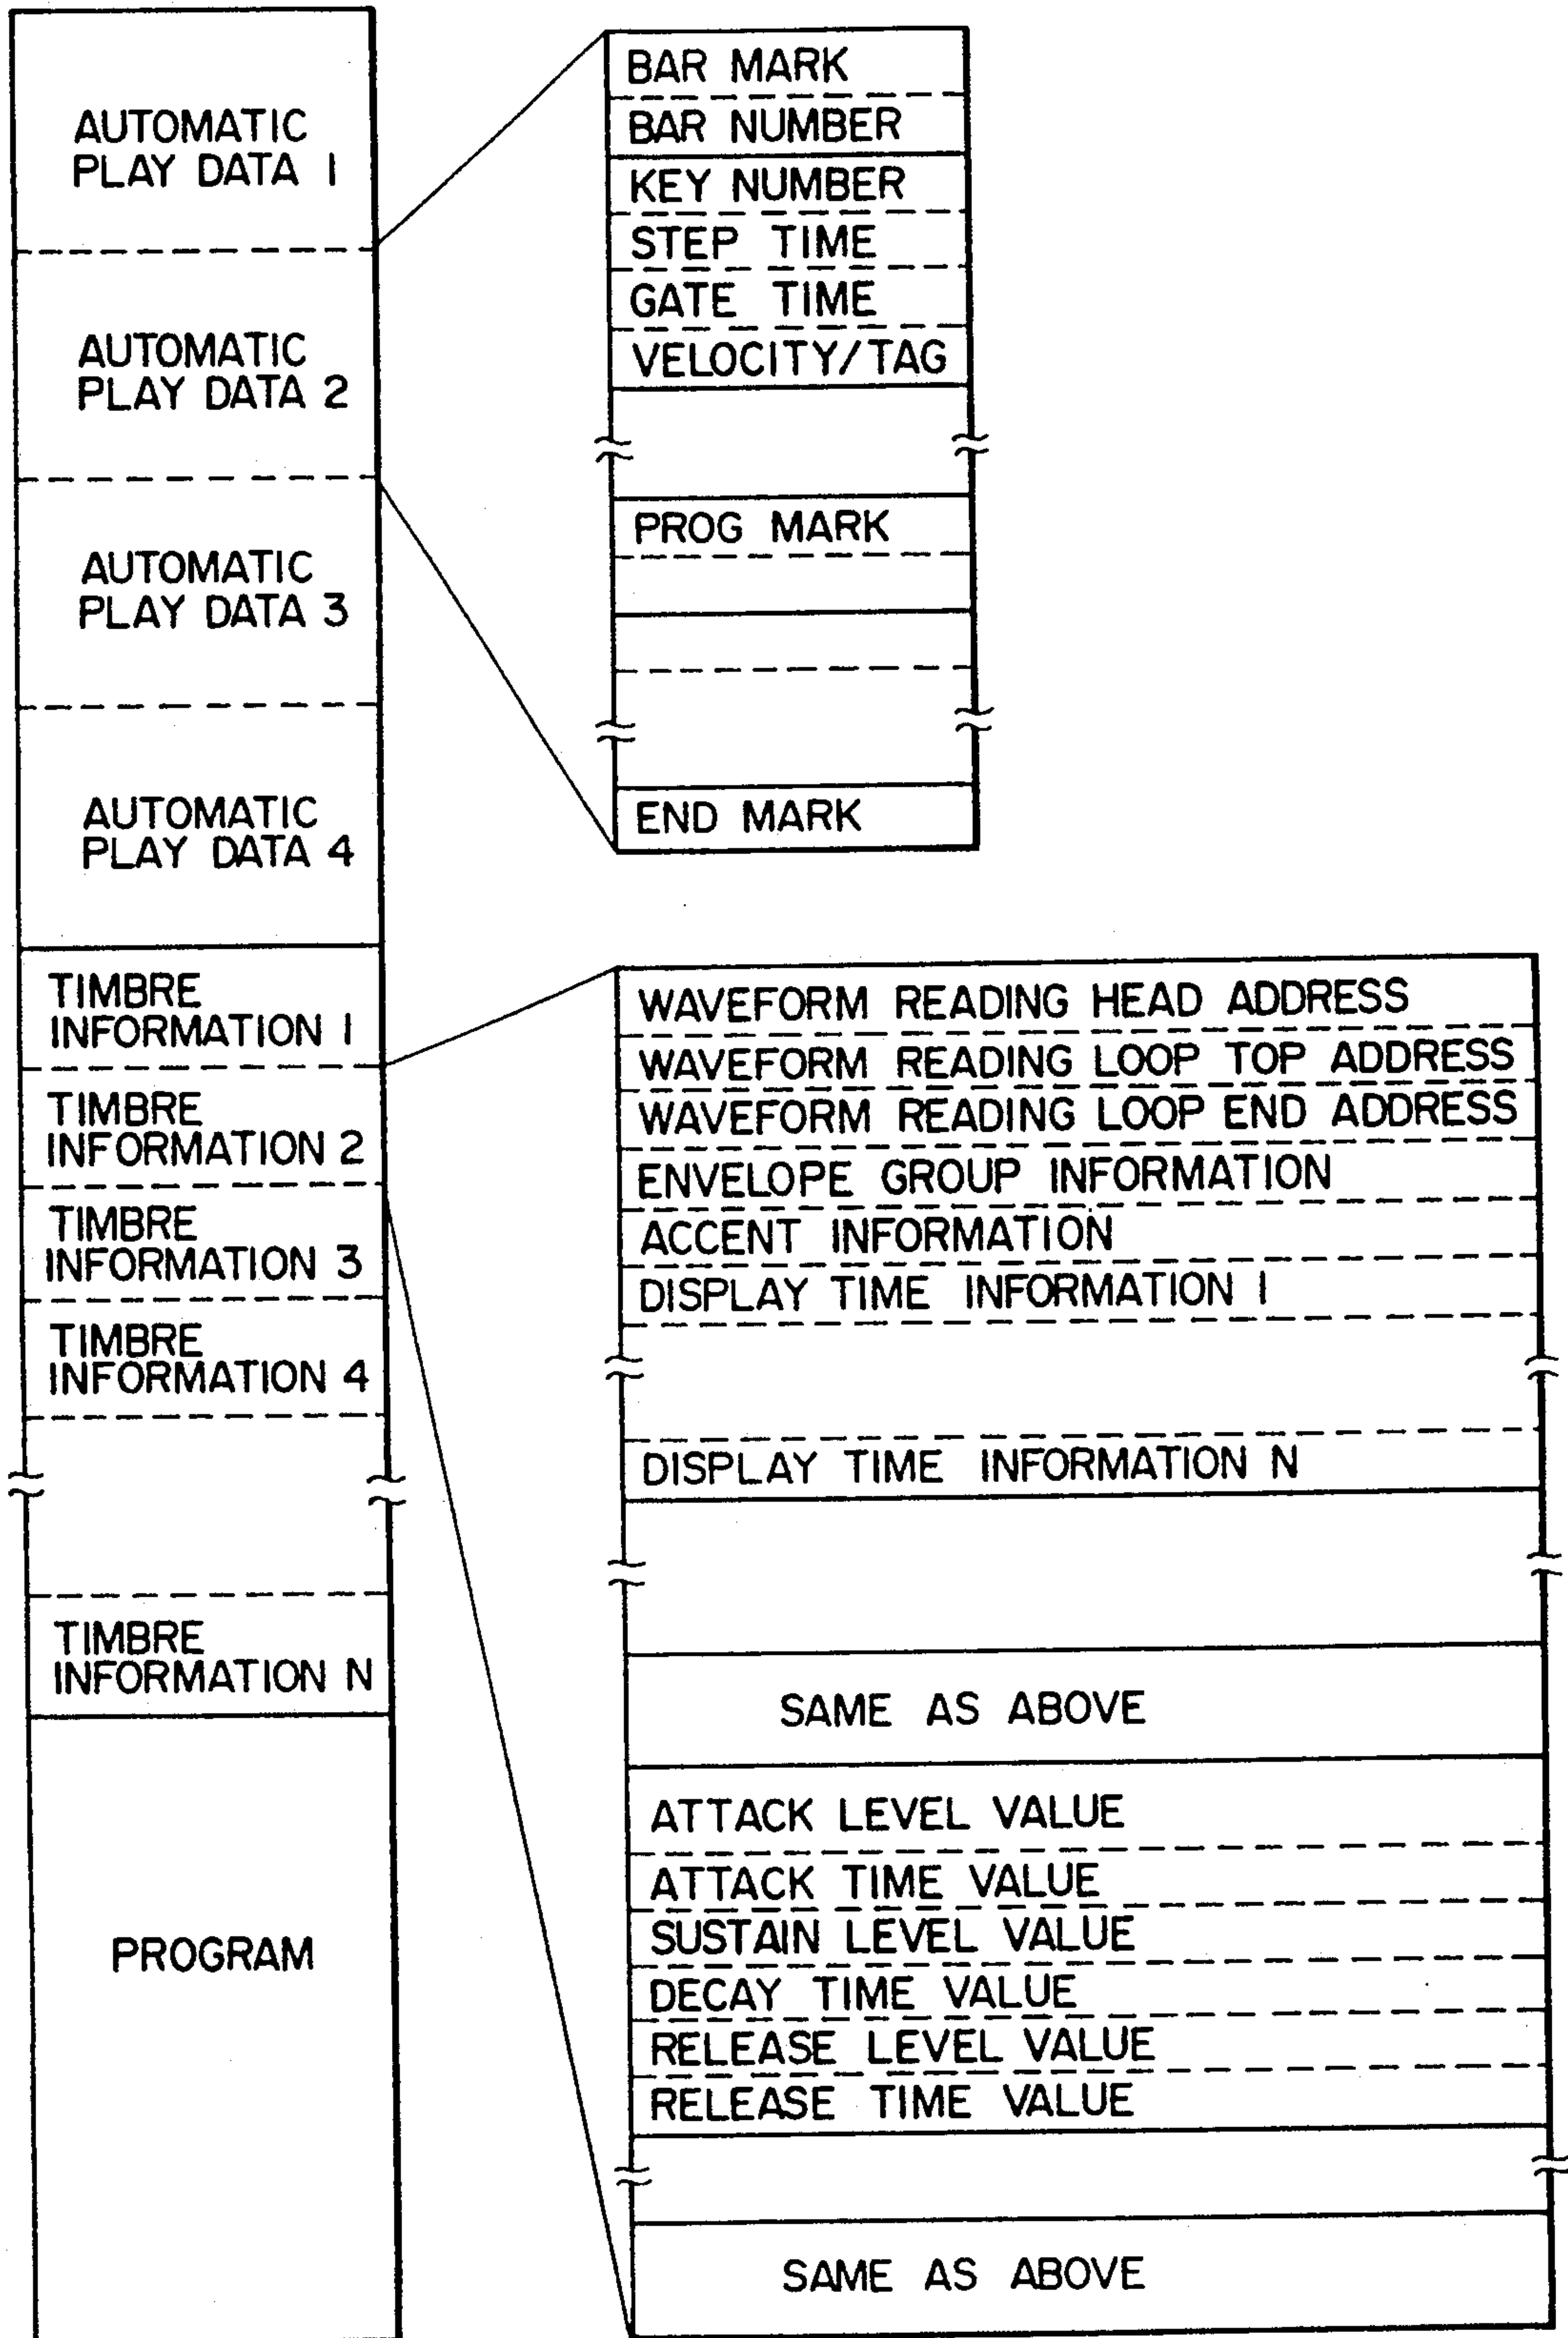 AUTOMATIC
PLAY DATA 1
AUTOMATIC
PLAY DATA 2
AUTOMATIC
PLAY DATA 3
AUTOMATIC
PLAY DATA 4
TIMBRE
INFORMATION 1
TIMBRE
INFORMATION 2
TIMBRE
INFORMATION 3
TIMBRE
INFORMATION 4
TIMBRE
INFORMATION N
PROGRAM
BAR MARK
BAR NUMBER
KEY NUMBER
STEP TIME
GATE TIME
VELOCITY/TAG
PROG MARK
END MARK
WAVEFORM READING HEAD ADDRESS
WAVEFORM READING LOOP TOP ADDRESS
WAVEFORM READING LOOP END ADDRESS
ENVELOPE GROUP INFORMATION
ACCENT INFORMATION
DISPLAY TIME INFORMATION 1
DISPLAY TIME INFORMATION N
SAME AS ABOVE
ATTACK LEVEL VALUE
ATTACK TIME VALUE
SUSTAIN LEVEL VALUE
DECAY TIME VALUE
RELEASE LEVEL VALUE
RELEASE TIME VALUE
SAME AS ABOVE